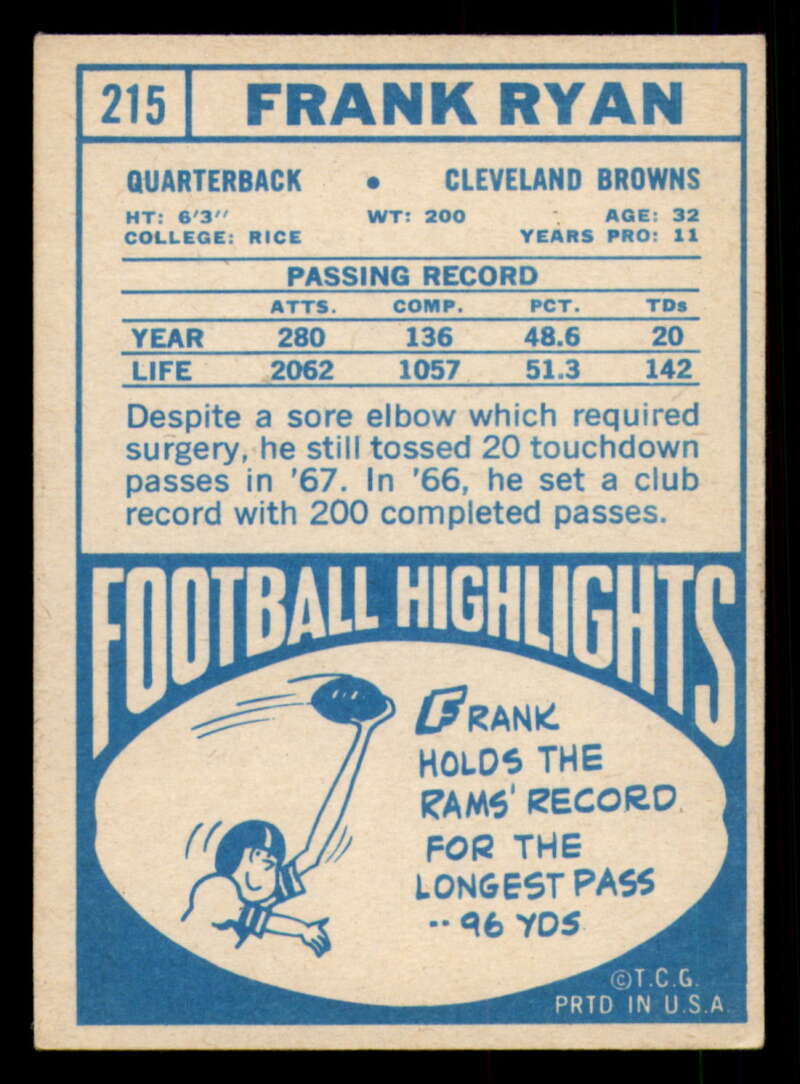 215 FRANK RYAN
QUARTERBACK • CLEVELAND BROWNS
HT: 6'3" WT: 200 AGE: 32
COLLEGE: RICE YEARS PRO: 11
PASSING RECORD
ATTS. COMP. PCT. TDs
YEAR 280 136 48.6 20
LIFE 2062 1057 51.3 142
Despite a sore elbow which required
surgery, he still tossed 20 touchdown
passes in '67. In '66, he set a club
record with 200 completed passes.
FOOTBALL HIGHLIGHTS
FRANK
HOLDS THE
RAMS' RECORD
FOR THE
LONGEST PASS
-- 96 YDS.
©T.C.G.
PRTD IN U.S.A.